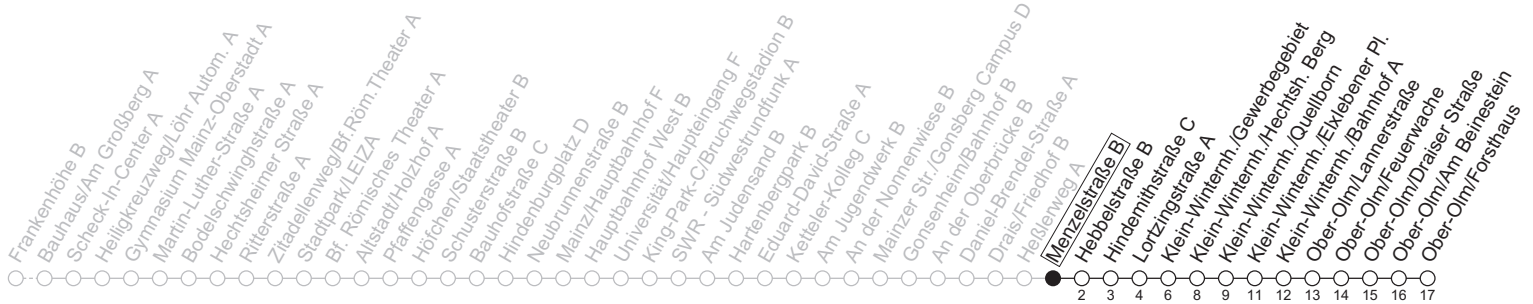 Frankenhöhe B
Bauhaus/Am Großberg A
Scheck-In-Center A
Heiligkreuzweg/Löhr Autom. A
Gymnasium Mainz-Oberstadt A
Martin-Luther-Straße A
Bodelschwinghstraße A
Hechtsheimer Straße A
Ritterstraße A
Zitadellenweg/Bf.Röm.Theater A
Stadtpark/LEIZA
Bf. Römisches Theater A
Altstadt/Holzhof A
Pfaffengasse A
Höfchen/Staatstheater B
Schusterstraße B
Bahnhofstraße C
Hindenburgplatz D
Neubrunnenstraße B
Mainz/Hauptbahnhof F
Hauptbahnhof West B
Universität/Haupteingang F
King-Park-C/Bruchwegstadion B
SWR - Südwestrundfunk A
Am Judensand B
Hartenbergpark B
Eduard-David-Straße A
Ketteler-Kolleg C
Am Jugendwerk B
An der Nonnenwiese B
Mainzer Str./Gonsberg Campus D
Gonsenheim/Bahnhof B
An der Oberbrücke B
Daniel-Brendel-Straße A
Drais/Friedhof B
Heßlerweg A
Menzelstraße B
Hebbelstraße B
Hindemithstraße C
Lortzingstraße A
Klein-Winternh./Gewerbegebiet
Klein-Winternh./Hechtsh. Berg
Klein-Winternh./Quellborn
Klein-Winternh./Exlebener Pl.
Klein-Winternh./Bahnhof A
Ober-Olm/Lannerstraße
Ober-Olm/Feuerwache
Ober-Olm/Draiser Straße
Ober-Olm/Am Beinestein
Ober-Olm/Forsthaus
2 3 4 6 8 9 11 12 13 14 15 16 17